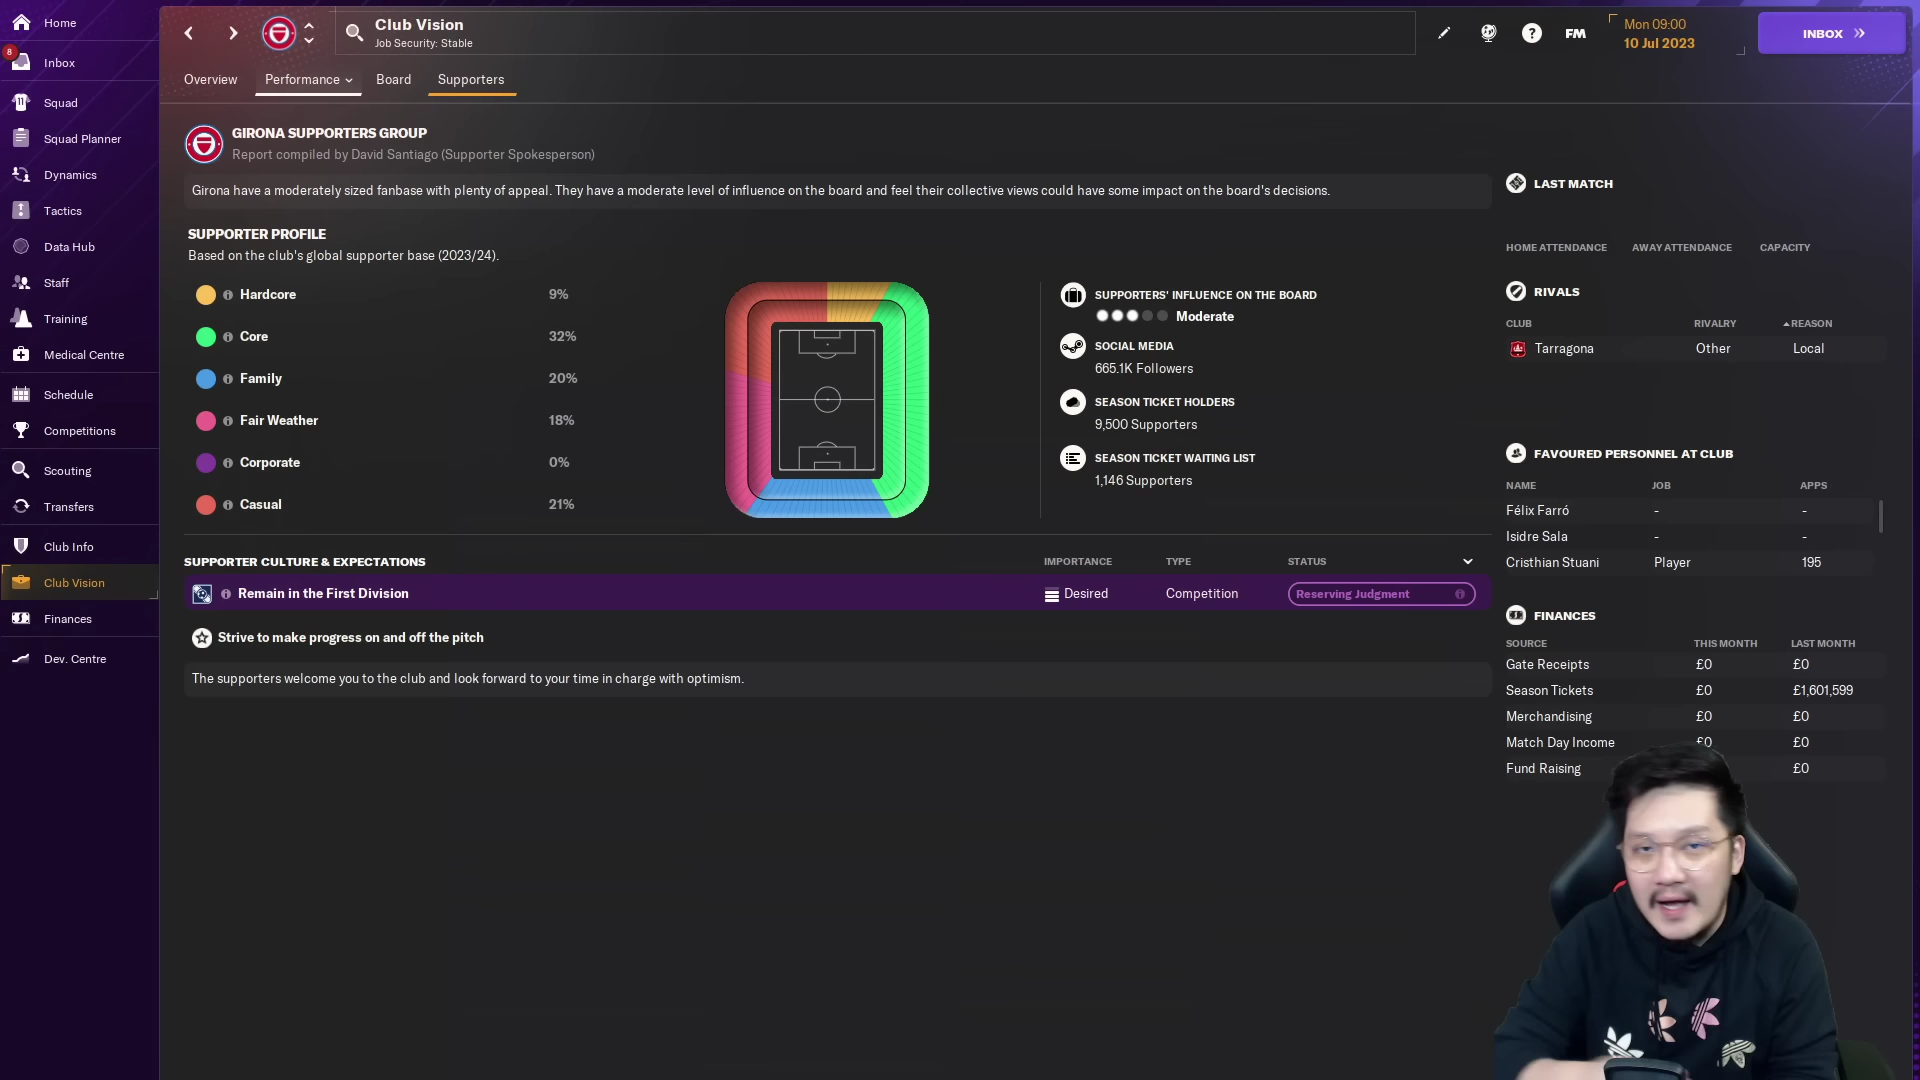 Home
Inbox
8
Squad
Squad Planner
Dynamics
Tactics
Data Hub
Staff
Training
Medical Centre
Schedule
Competitions
Scouting
Transfers
Club Info
Club Vision
Finances
Dev. Centre
Club Vision
Job Security: Stable
FM
Mon 09:00
10 Jul 2023
INBOX
Overview
Performance
Board
Supporters
GIRONA SUPPORTERS GROUP
Report compiled by David Santiago (Supporter Spokesperson)
Girona have a moderately sized fanbase with plenty of appeal. They have a moderate level of influence on the board and feel their collective views could have some impact on the board's decisions.
SUPPORTER PROFILE
Based on the club's global supporter base (2023/24).
Hardcore 9%
Core 32%
Family 20%
Fair Weather 18%
Corporate 0%
Casual 21%
SUPPORTERS' INFLUENCE ON THE BOARD
Moderate
SOCIAL MEDIA
665.1K Followers
SEASON TICKET HOLDERS
9,500 Supporters
SEASON TICKET WAITING LIST
1,146 Supporters
SUPPORTER CULTURE & EXPECTATIONS IMPORTANCE TYPE STATUS
Remain in the First Division Desired Competition Reserving Judgment
Strive to make progress on and off the pitch
The supporters welcome you to the club and look forward to your time in charge with optimism.
LAST MATCH
HOME ATTENDANCE AWAY ATTENDANCE CAPACITY
RIVALS
CLUB RIVALRY REASON
Tarragona Other Local
FAVOURED PERSONNEL AT CLUB
NAME JOB APPS
Félix Farró - -
Isidre Sala - -
Cristhian Stuani Player 195
FINANCES
SOURCE THIS MONTH LAST MONTH
Gate Receipts £0 £0
Season Tickets £0 £1,601,599
Merchandising £0 £0
Match Day Income £0 £0
Fund Raising £0